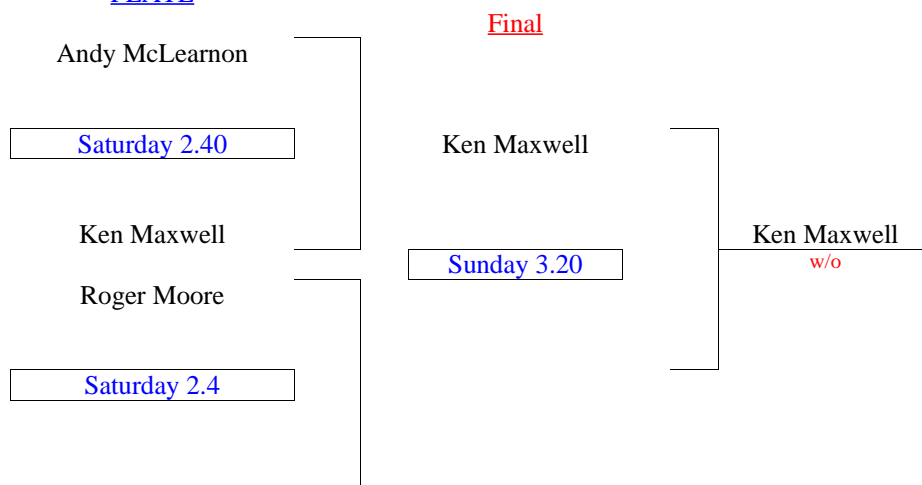 Final
Andy McLearnon
Saturday 2.40
Ken Maxwell
Ken Maxwell
Ken Maxwell
Sunday 3.20
w/o
Roger Moore
Saturday 2.4